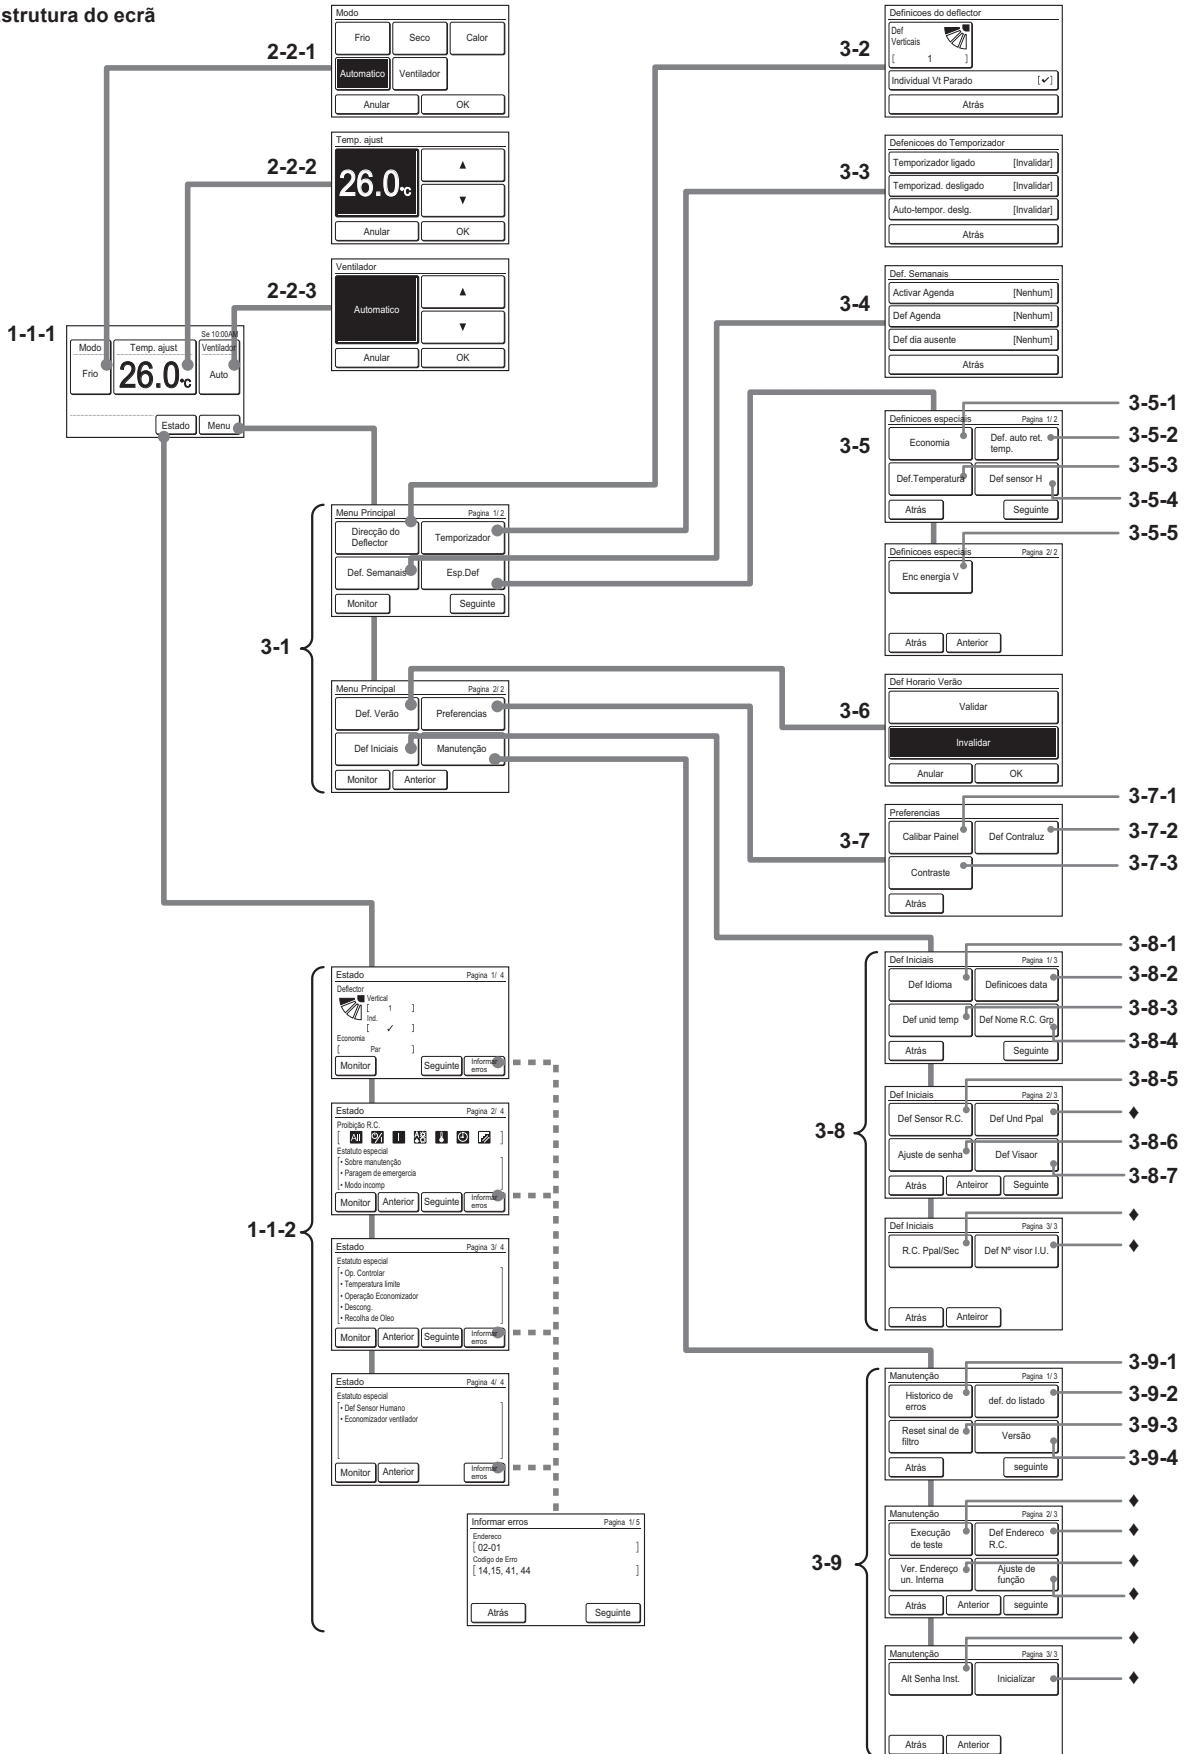 strutura do ecrã
2-2-1
Modo
Frio Seco Calor
Automatico Ventilador
Anular OK
2-2-2
Temp. ajust
26.0°C
▲
▼
Anular OK
2-2-3
Ventilador
Automatico
▲
▼
Anular OK
1-1-1
Se 10:00AM
Modo Temp. ajust Ventilador
Frio 26.0°C Auto
Estado Menu
3-1
Menu Principal Pagina 1/2
Direcção do
Deflector
Temporizador
Def. Semanais Esp.Def
Monitor Seguinte
Menu Principal Pagina 2/2
Def. Verão Preferencias
Def Iniciais Manutenção
Monitor Anterior
1-1-2
Estado Pagina 1/ 4
Deflector
Vertical
[ 1 ]
Ind.
[ ✓ ]
Economia
[ Par ]
Monitor Seguinte Informar
erros
Estado Pagina 2/ 4
Proibição R.C.
[ All ]
Estatuto especial
[• Sobre manutenção
• Paragem de emergercia
• Modo incomp ]
Monitor Anterior Seguinte Informar
erros
Estado Pagina 3/ 4
Estatuto especial
[• Op. Controlar
• Temperatura limite
• Operação Economizador
• Descong.
• Recolha de Oleo ]
Monitor Anterior Seguinte Informar
erros
Estado Pagina 4/ 4
Estatuto especial
[• Def Sensor Humano
• Economizador ventilador ]
Monitor Anterior Informar
erros
Informar erros Pagina 1/ 5
Endereco
[ 02-01 ]
Codigo de Erro
[ 14,15, 41, 44 ]
Atrás Seguinte
3-2
Definicoes do deflector
Def
Verticais
[ 1 ]
Individual Vt Parado [✔]
Atrás
3-3
Defenicoes do Temporizador
Temporizador ligado [Invalidar]
Temporizad. desligado [Invalidar]
Auto-tempor. deslg. [Invalidar]
Atrás
3-4
Def. Semanais
Activar Agenda [Nenhum]
Def Agenda [Nenhum]
Def dia ausente [Nenhum]
Atrás
3-5
Definicoes especiais Pagina 1/2
Economia Def. auto ret.
temp.
Def.Temperatura Def sensor H
Atrás Seguinte
3-5-1
3-5-2
3-5-3
3-5-4
Definicoes especiais Pagina 2/2
Enc energia V
Atrás Anterior
3-5-5
3-6
Def Horario Verão
Validar
Invalidar
Anular OK
3-7
Preferencias
Calibar Painel Def Contraluz
Contraste
Atrás
3-7-1
3-7-2
3-7-3
3-8
Def Iniciais Pagina 1/3
Def Idioma Definicoes data
Def unid temp Def Nome R.C. Grp
Atrás Seguinte
3-8-1
3-8-2
3-8-3
3-8-4
Def Iniciais Pagina 2/3
Def Sensor R.C. Def Und Ppal
Ajuste de senha Def Visaor
Atrás Anteiror Seguinte
3-8-5
♦
3-8-6
3-8-7
Def Iniciais Pagina 3/3
R.C. Ppal/Sec Def Nº visor I.U.
Atrás Anteiror
♦
♦
3-9
Manutenção Pagina 1/3
Historico de
erros
def. do listado
Reset sinal de
filtro
Versão
Atrás seguinte
3-9-1
3-9-2
3-9-3
3-9-4
Manutenção Pagina 2/3
Execução
de teste
Def Endereco
R.C.
Ver. Endereço
un. Interna
Ajuste de
função
Atrás Anterior seguinte
♦
♦
♦
♦
Manutenção Pagina 3/3
Alt Senha Inst. Inicializar
Atrás Anterior
♦
♦